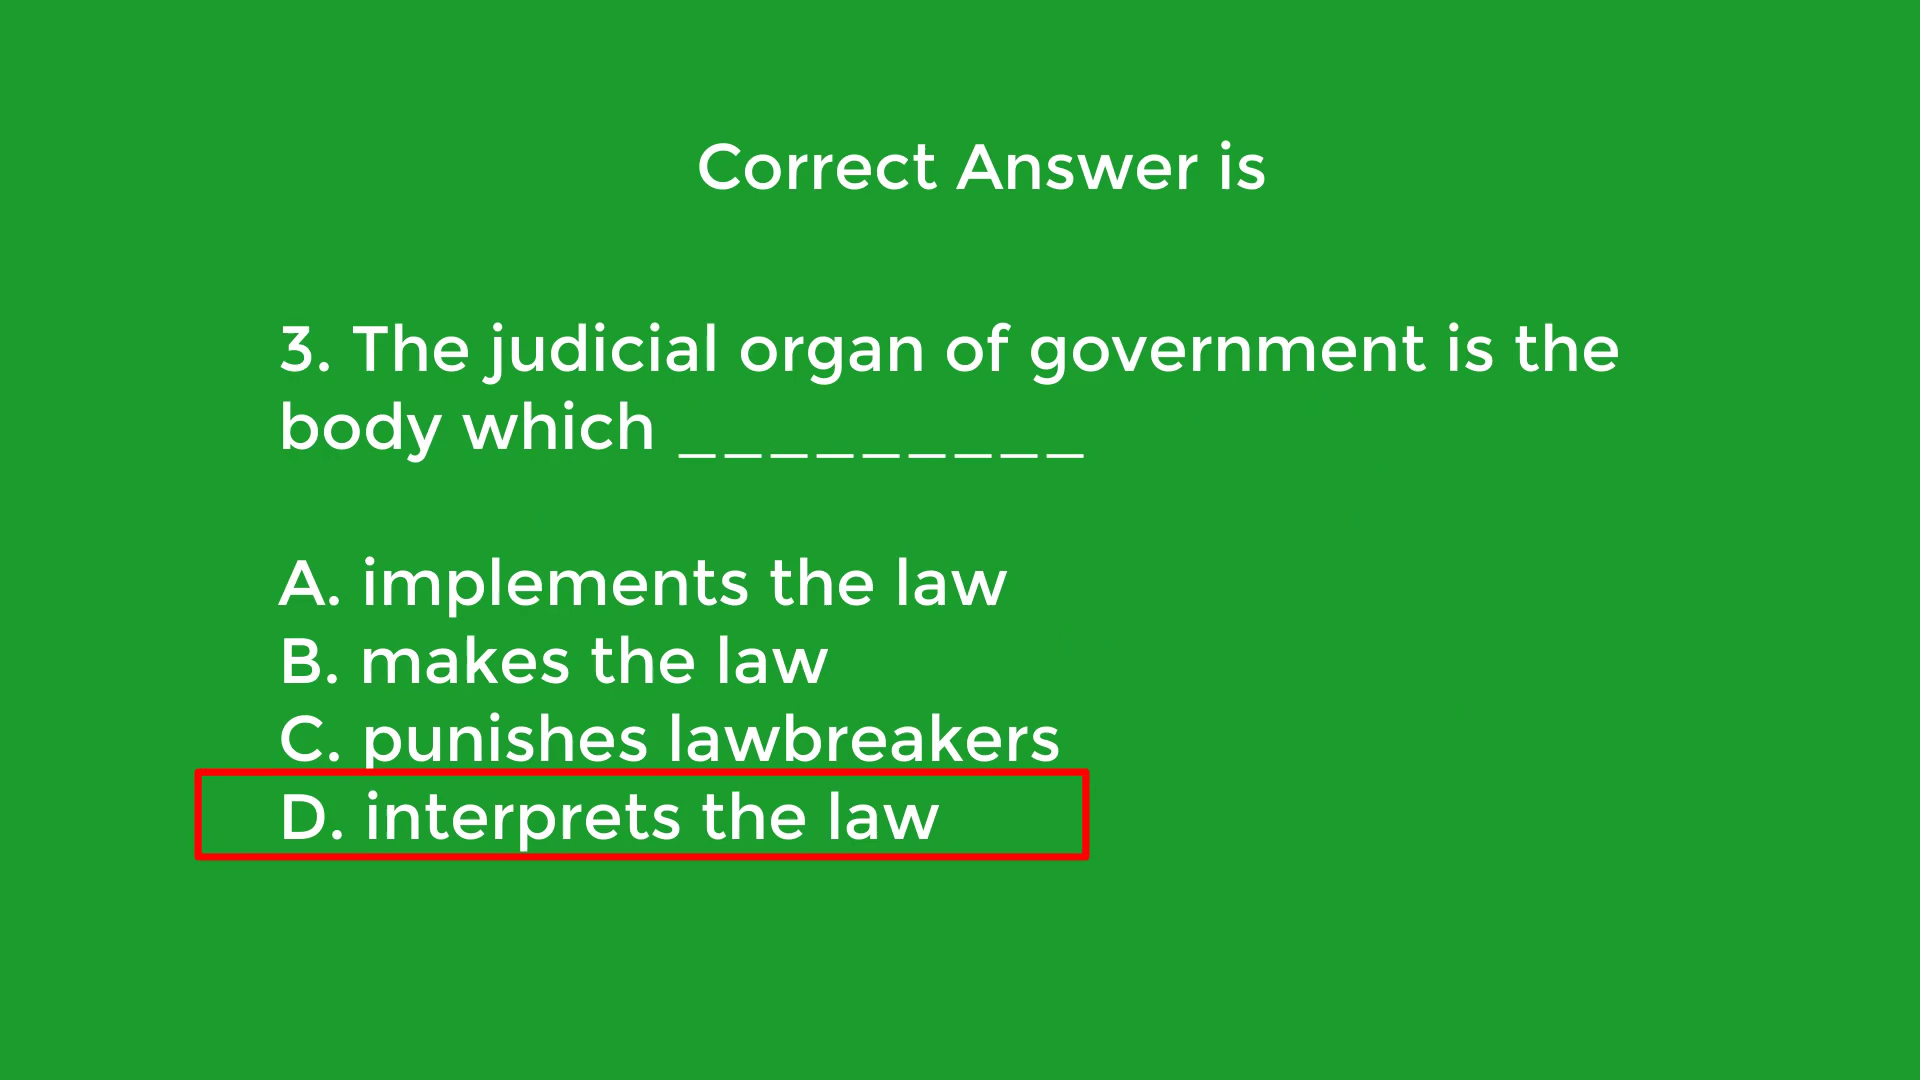 Correct Answer is
3. The judicial organ of government is the
body which _________
A. implements the law
B. makes the law
C. punishes lawbreakers
D. interprets the law